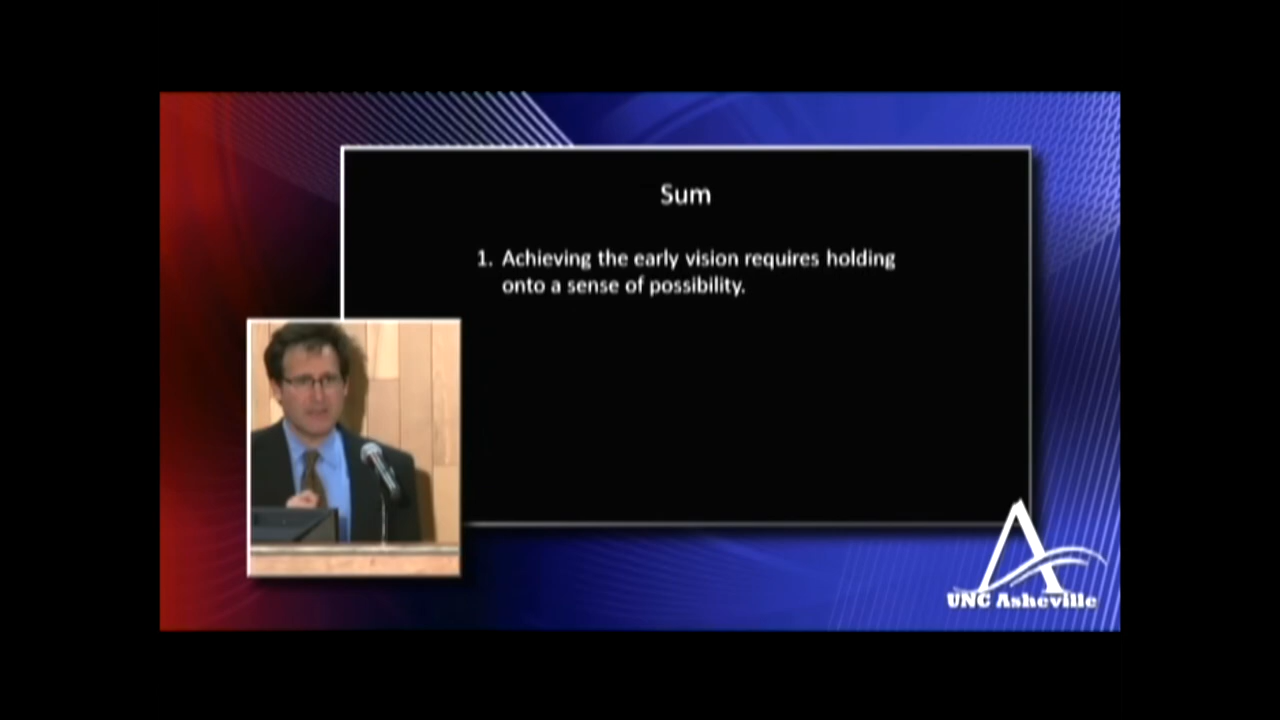 Sum
1. Achieving the early vision requires holding
onto a sense of possibility.
A
UNC Asheville